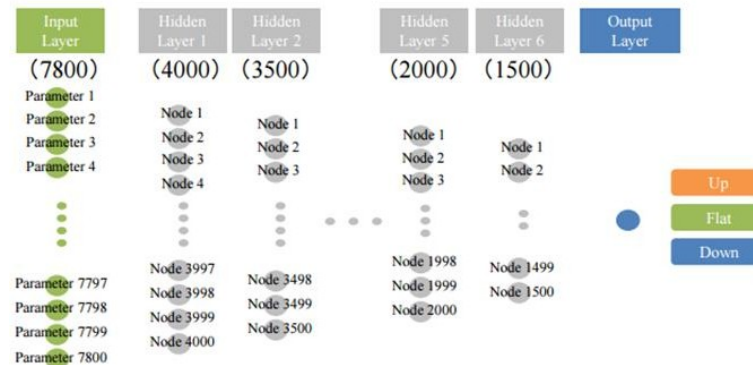 Input
Layer
Hidden
Layer 1
Hidden
Layer 2
Hidden
Layer 5
Hidden
Layer 6
Output
Layer
(7800)
(4000)
(3500)
(2000)
(1500)
Parameter 1
Parameter 2
Parameter 3
Parameter 4
Parameter 7797
Parameter 7798
Parameter 7799
Parameter 7800
Node 1
Node 2
Node 3
Node 4
Node 3997
Node 3998
Node 3999
Node 4000
Node 1
Node 2
Node 3
Node 3498
Node 3499
Node 3500
Node 1
Node 2
Node 3
Node 1998
Node 1999
Node 2000
Node 1
Node 2
Node 1499
Node 1500
Up
Flat
Down